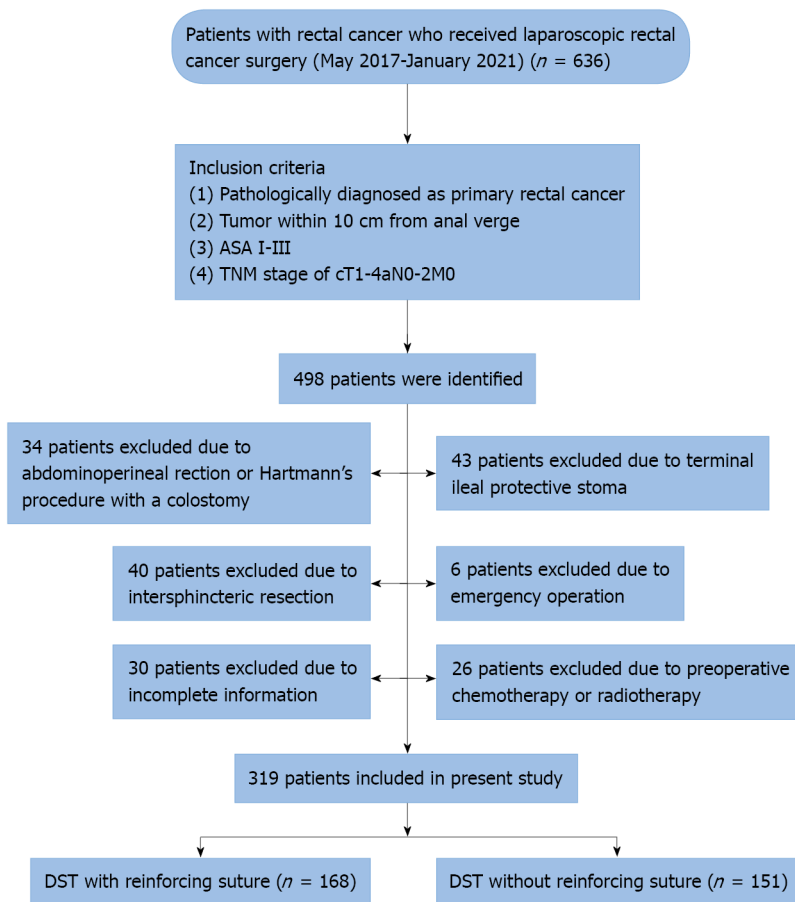 Patients with rectal cancer who received laparoscopic rectal
cancer surgery (May 2017-January 2021) (n = 636)
Inclusion criteria
(1) Pathologically diagnosed as primary rectal cancer
(2) Tumor within 10 cm from anal verge
(3) ASA I-III
(4) TNM stage of cT1-4aN0-2M0
498 patients were identified
34 patients excluded due to
abdominoperineal rection or Hartmann’s
procedure with a colostomy
43 patients excluded due to terminal
ileal protective stoma
40 patients excluded due to
intersphincteric resection
6 patients excluded due to
emergency operation
30 patients excluded due to
incomplete information
26 patients excluded due to preoperative
chemotherapy or radiotherapy
319 patients included in present study
DST with reinforcing suture (n = 168)
DST without reinforcing suture (n = 151)